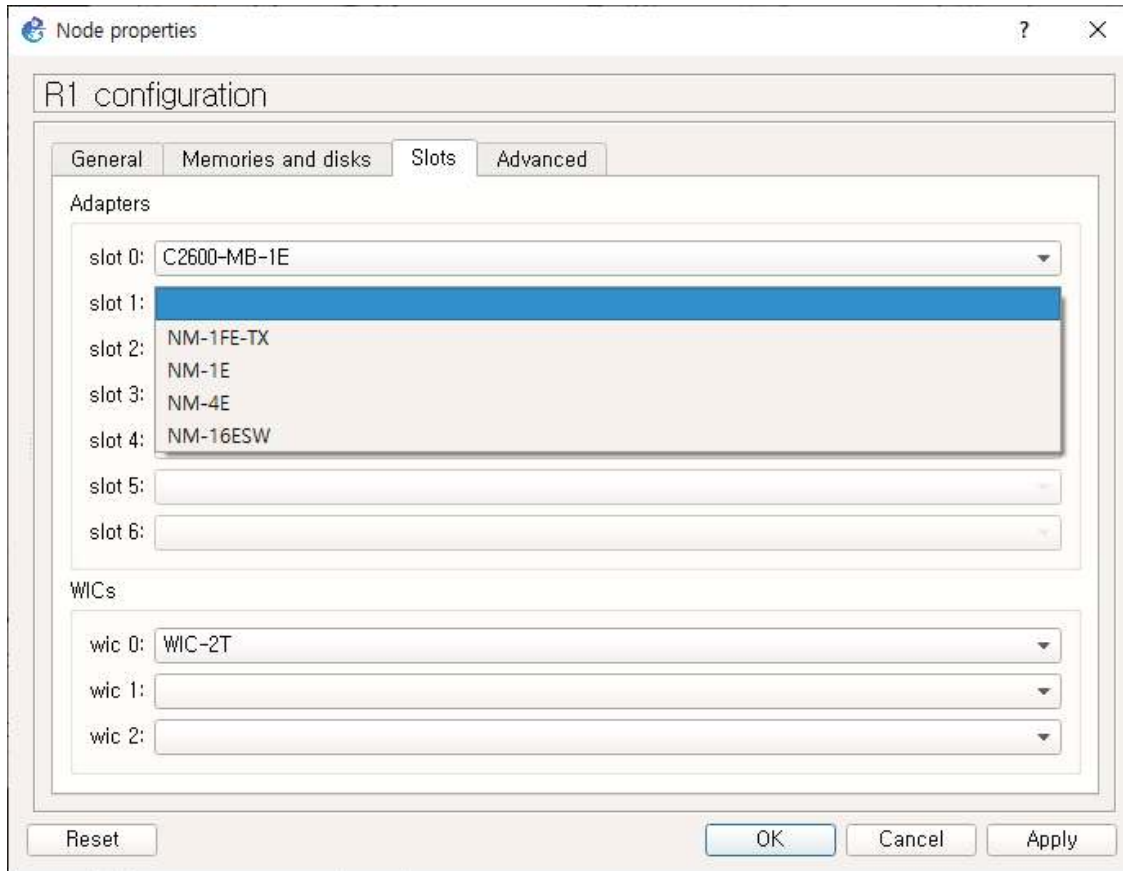 Node properties
R1 configuration
General Memories and disks Slots Advanced
Adapters
slot 0: C2600-MB-1E
slot 1:
NM-1FE-TX
slot 2:
NM-1E
slot 3:
NM-4E
slot 4: NM-16ESW
slot 5:
slot 6:
WICs
wic 0: WIC-2T
wic 1:
wic 2:
Reset OK Cancel Apply